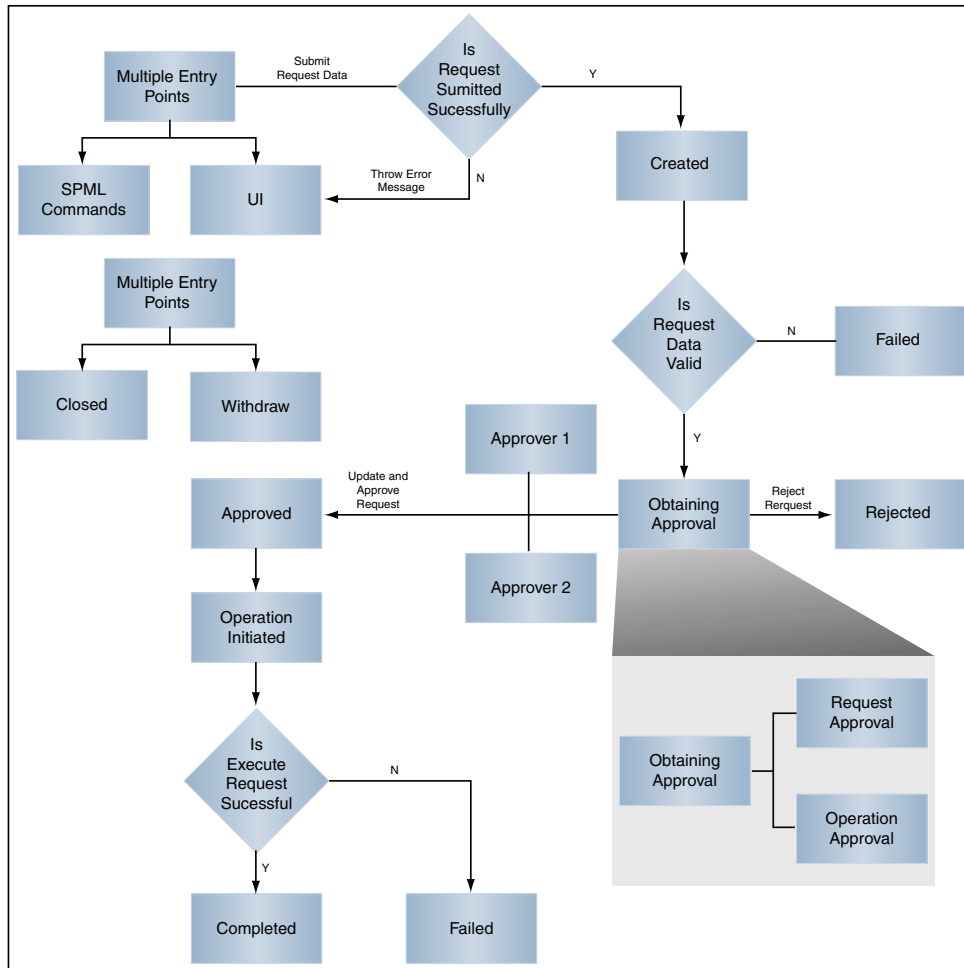 Submit
Request Data
Multiple Entry
Points
Is
Request
Sumitted
Sucessfully
Y
Created
N
Throw Error
Message
SPML
Commands
UI
Multiple Entry
Points
Closed
Withdraw
Is
Request
Data
Valid
N
Failed
Y
Approver 1
Update and
Approve
Request
Approved
Obtaining
Approval
Reject
Rerquest
Rejected
Approver 2
Operation
Initiated
Is
Execute
Request
Sucessful
N
Y
Completed
Failed
Obtaining
Approval
Request
Approval
Operation
Approval